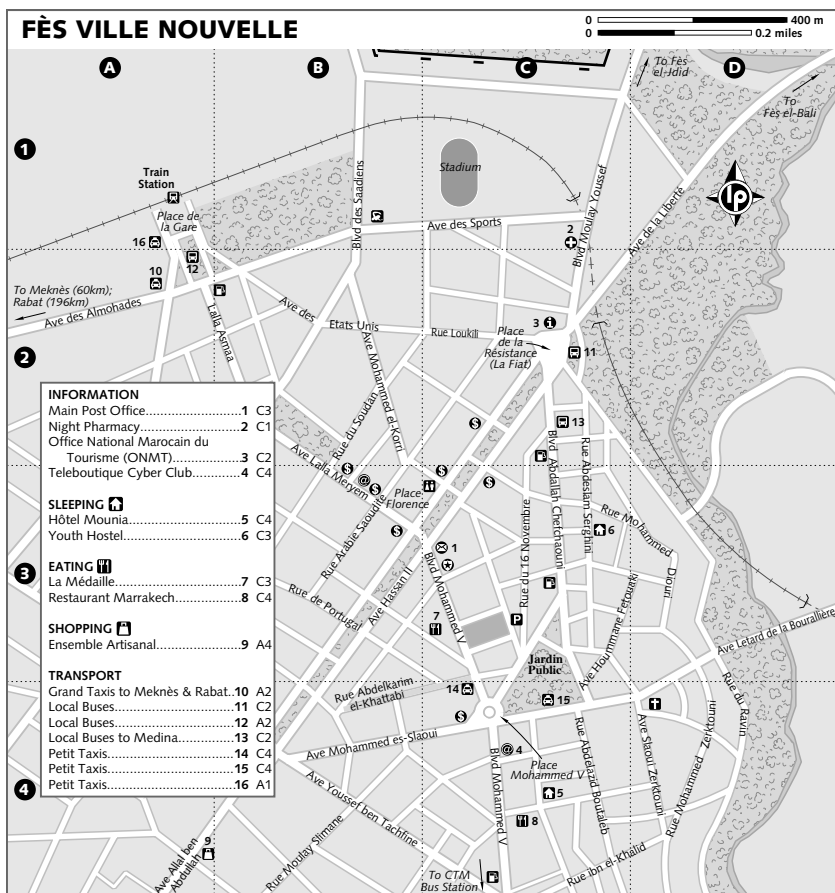 FÈS VILLE NOUVELLE
0 400 m
0 0.2 miles
A
B
C
D
To Fès
el-Jdid
To
Fès el-Bali
1
Train
Station
Stadium
Place de
la Gare
Blvd des Saadiens
Ave des Sports
Blvd Moulay Youssef
Ave de la Liberté
lp
16
12
2
10
To Meknès (60km);
Rabat (196km)
Ave des Almohades
Lalla Asmaa
Ave des
Etats Unis
Rue Loukili
3
Place
de la
Résistance
(La Fiat)
11
2
Ave Mohammed el-Korri
Rue du Soudan
13
Blvd Abdallah Chefchaouni
Rue Abdeslam Serghini
INFORMATION
Main Post Office 1 C3
Night Pharmacy 2 C1
Office National Marocain du
Tourisme (ONMT) 3 C2
Teleboutique Cyber Club 4 C4
SLEEPING
Hôtel Mounia 5 C4
Youth Hostel 6 C3
EATING
La Médaille 7 C3
Restaurant Marrakech 8 C4
SHOPPING
Ensemble Artisanal 9 A4
TRANSPORT
Grand Taxis to Meknès & Rabat 10 A2
Local Buses 11 C2
Local Buses 12 A2
Local Buses to Medina 13 C2
Petit Taxis 14 C4
Petit Taxis 15 C4
Petit Taxis 16 A1
Ave Lalla Meryem
Place
Florence
Rue Arabie Saoudite
Rue du 16 Novembre
Rue Mohammed
Diouri
6
1
3
Ave Hassan II
Blvd Mohammed V
Rue de Portugal
7
P
Ave Hoummane Fetouaki
Ave Lefard de la Bourallière
Jardin
Public
Rue Abdelkarim
el-Khattabi
14
15
Rue du Ravin
Ave Mohammed es-Slaoui
4
Place
Mohammed V
Blvd Mohammed V
Rue Abdelazid Boutaleb
Ave Slaoui Zerktouni
Rue Mohammed Zerktouni
4
Ave Youssef ben Tachfine
5
8
9
Ave Allal ben
Abdullah
Rue Moulay Slimane
To CTM
Bus Station
Rue Ibn el-Khalid